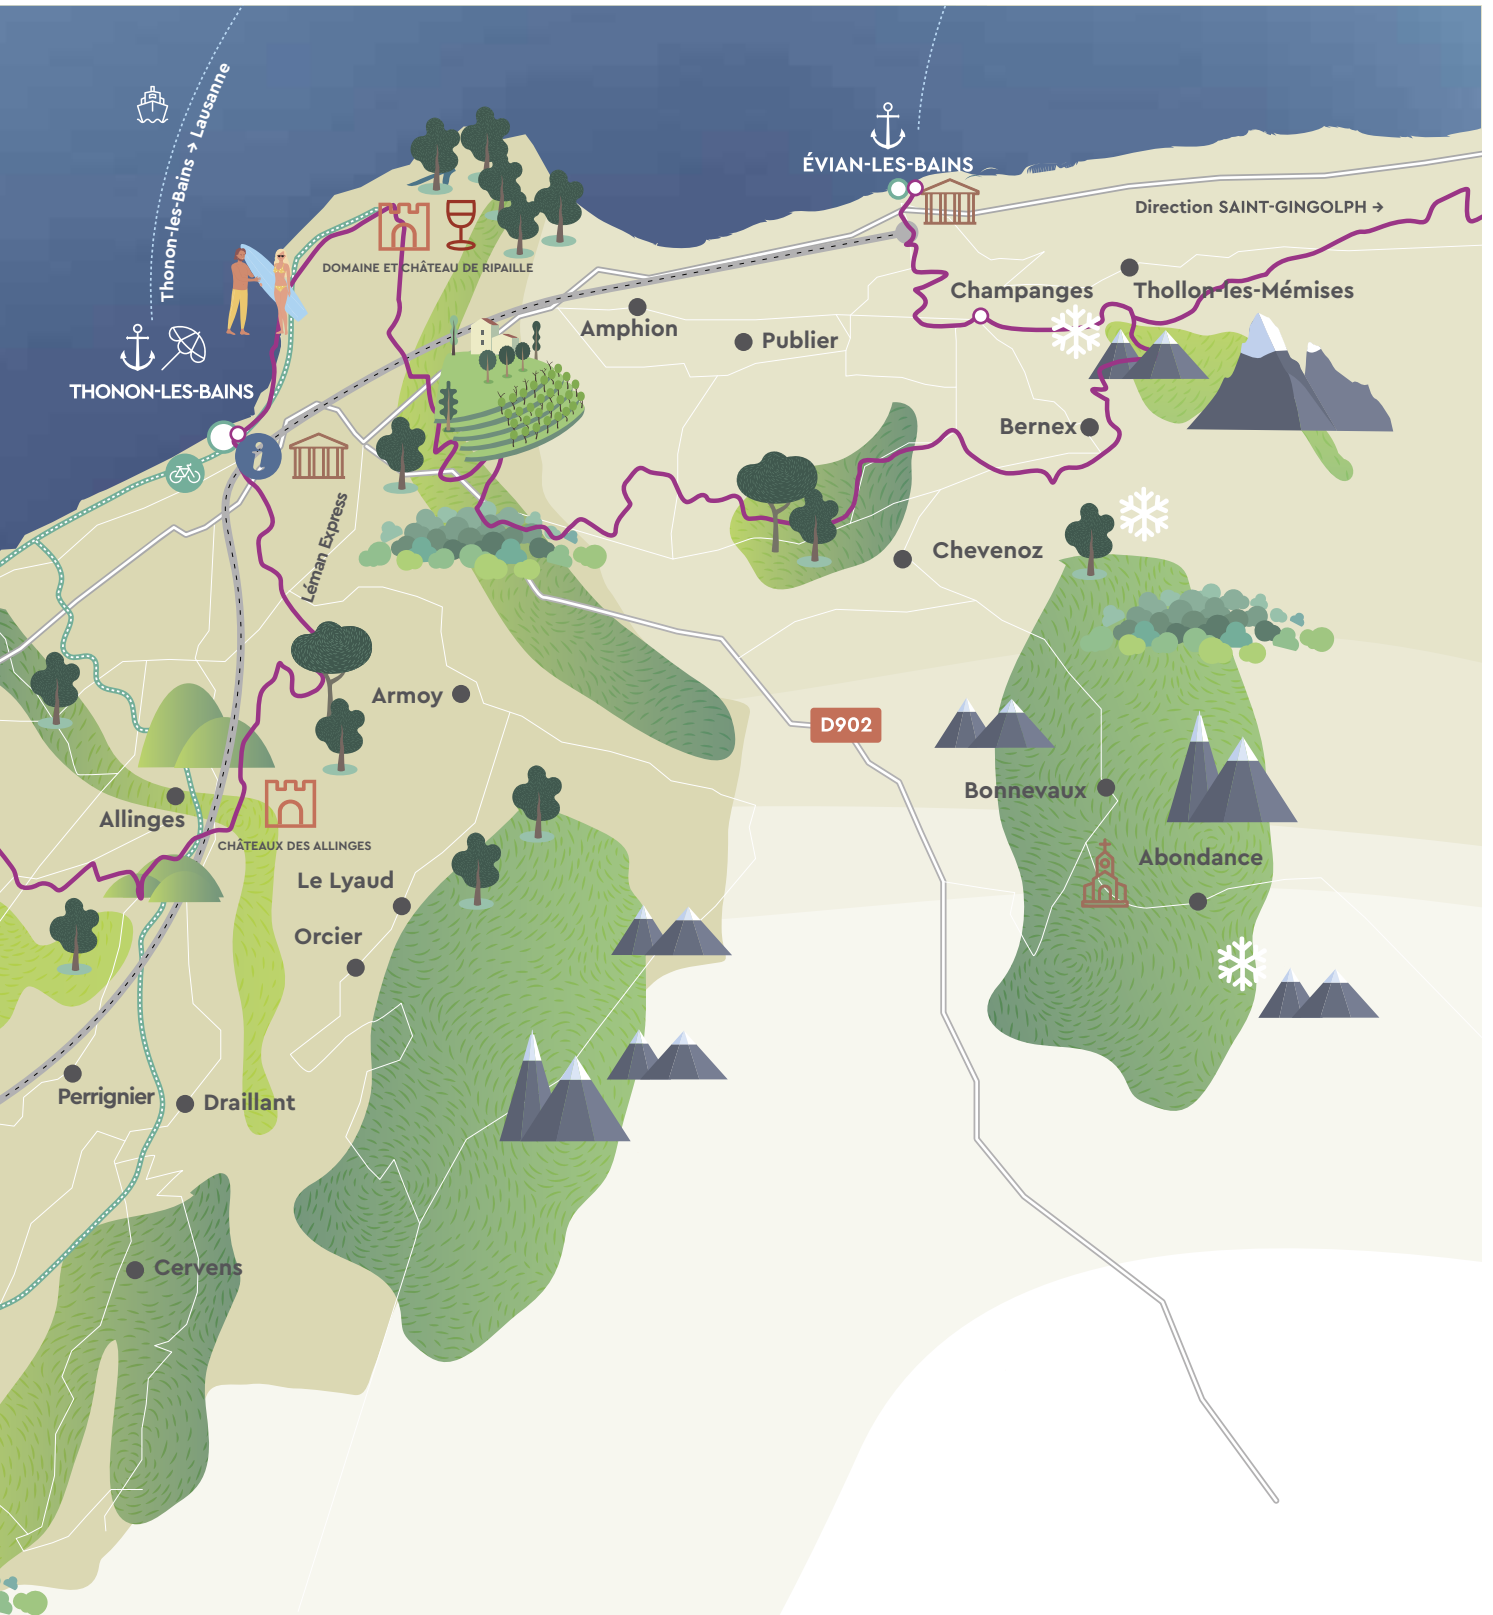 Thonon-les-Bains → Lausanne
ÉVIAN-LES-BAINS
Direction SAINT-GINGOLPH →
DOMAINE ET CHÂTEAU DE RIPAILLE
Champanges
Thollon-les-Mémises
Amphion
Publier
THONON-LES-BAINS
Bernex
i
Léman Express
Chevenoz
Armoy
D902
Bonnevaux
Allinges
CHÂTEAUX DES ALLINGES
Abondance
Le Lyaud
Orcier
Perrignier
Draillant
Cervens